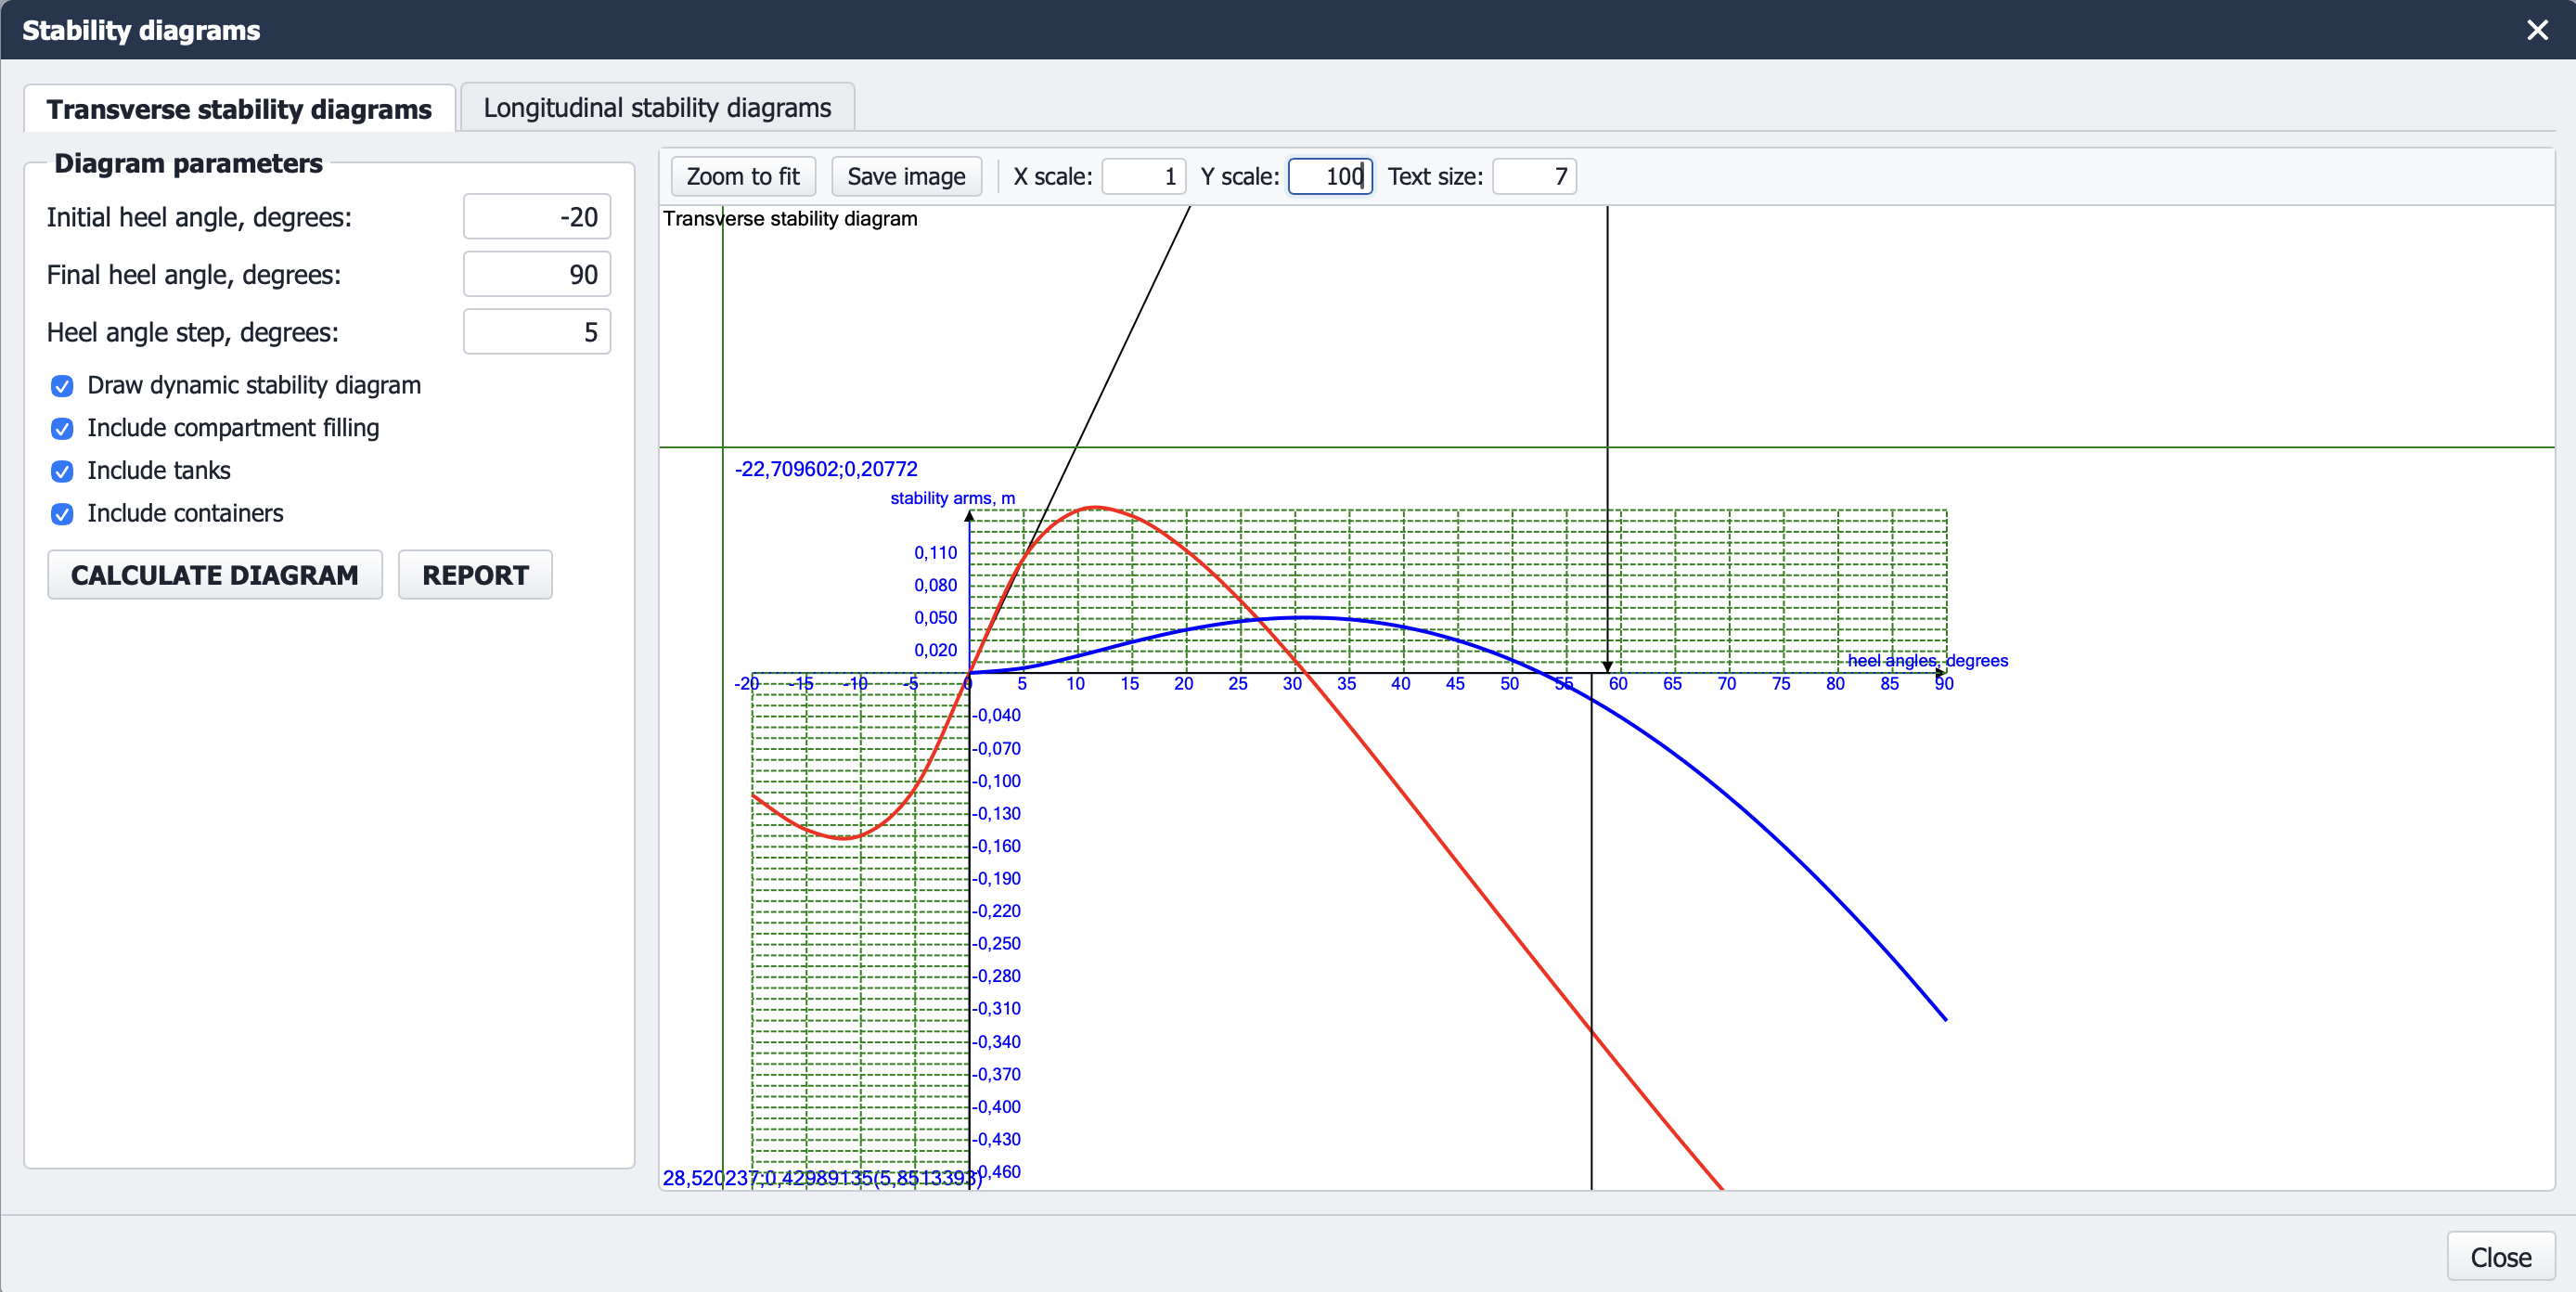 Stability diagrams
Transverse stability diagrams
Longitudinal stability diagrams
Diagram parameters
Initial heel angle, degrees: -20
Final heel angle, degrees: 90
Heel angle step, degrees: 5
Draw dynamic stability diagram
Include compartment filling
Include tanks
Include containers
CALCULATE DIAGRAM REPORT
Zoom to fit Save image X scale: 1 Y scale: 100 Text size: 7
Transverse stability diagram
-22,709602;0,20772
stability arms, m
0,110
0,080
0,050
0,020
heel angles, degrees
-20 -15 -10 -5 0 5 10 15 20 25 30 35 40 45 50 55 60 65 70 75 80 85 90
-0,040
-0,070
-0,100
-0,130
-0,160
-0,190
-0,220
-0,250
-0,280
-0,310
-0,340
-0,370
-0,400
-0,430
-0,460
28,520237;0,42989135(5,8513393)
Close